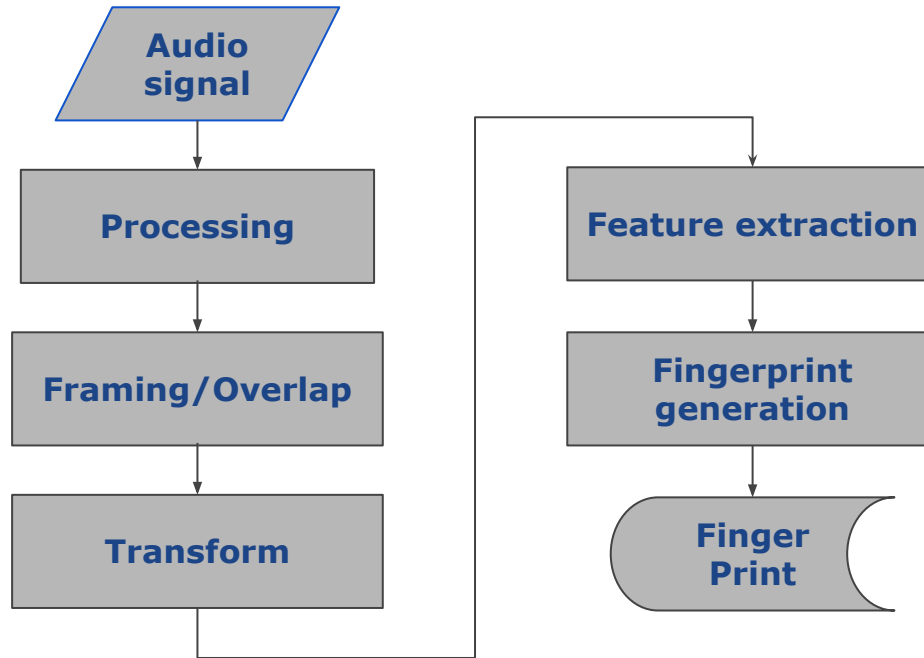 Audio
signal
Processing
Framing/Overlap
Transform
Feature extraction
Fingerprint
generation
Finger
Print